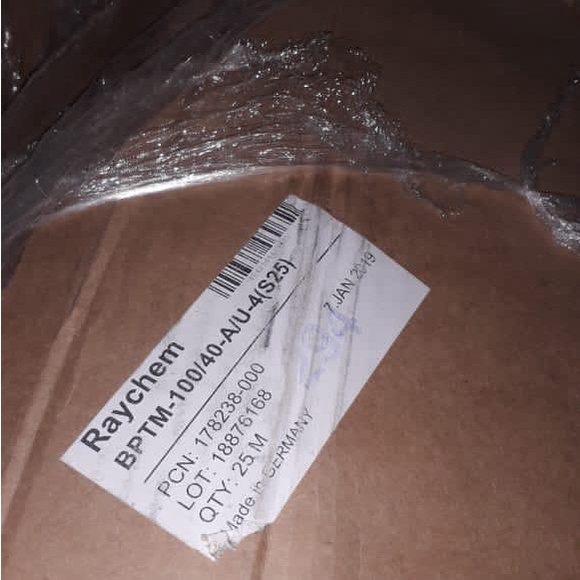 Raychem
BPTM-100/40-A/U-4(S25)
7.JAN 2019
PCN: 178238-000
LOT: 18876168
QTY: 25 M
Made in GERMANY